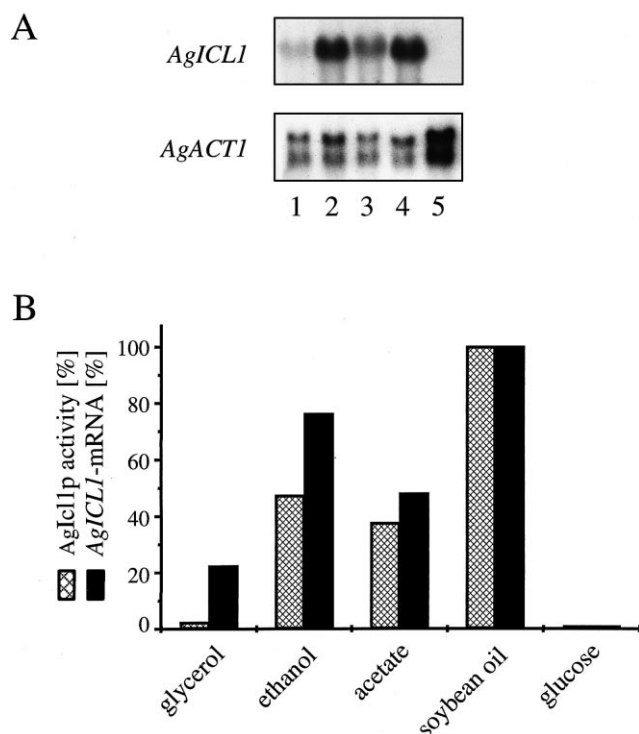 A
AgICL1
AgACT1
1 2 3 4 5
B
AgIcl1p activity [%]
AgICL1-mRNA [%]
100
80
60
40
20
0
glycerol
ethanol
acetate
soybean oil
glucose